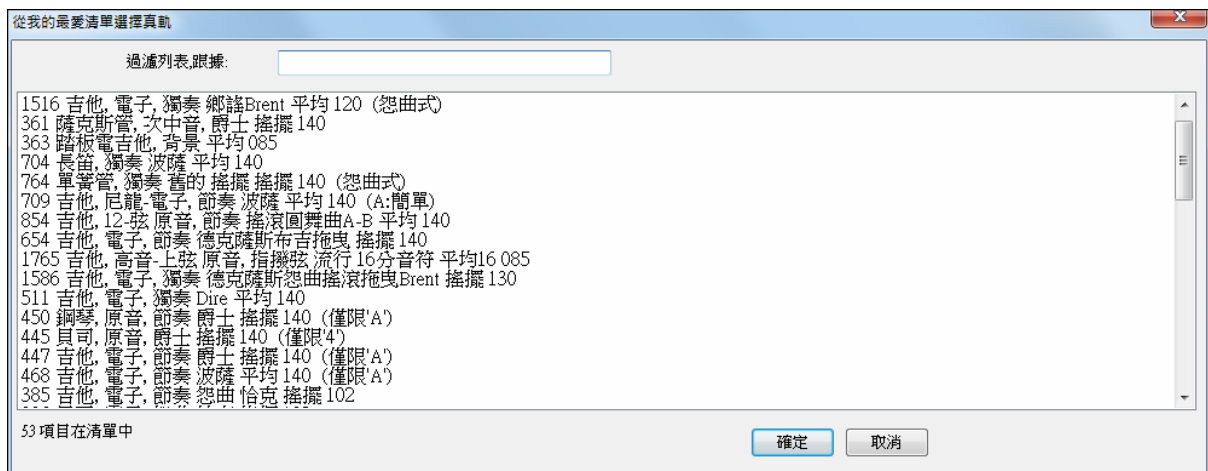 從我的最愛清單選擇真軌
過濾列表,跟據:
1516 吉他, 電子, 獨奏 鄉謠Brent 平均 120 (怨曲式)
361 薩克斯管, 次中音, 爵士 搖擺 140
363 踏板電吉他, 背景 平均 085
704 長笛, 獨奏 波薩 平均 140
764 單簧管, 獨奏 舊的 搖擺 搖擺 140 (怨曲式)
709 吉他, 尼龍-電子, 節奏 波薩 平均 140 (A:簡單)
854 吉他, 12-弦 原音, 節奏 搖滾圓舞曲A-B 平均 140
654 吉他, 電子, 節奏 德克薩斯布吉拖曳 搖擺 140
1765 吉他, 高音-上弦 原音, 指撥弦 流行 16分音符 平均16 085
1586 吉他, 電子, 獨奏 德克薩斯怨曲搖滾拖曳Brent 搖擺 130
511 吉他, 電子, 獨奏 Dire 平均 140
450 鋼琴, 原音, 節奏 爵士 搖擺 140 (僅限'A')
445 貝司, 原音, 爵士 搖擺 140 (僅限'4')
447 吉他, 電子, 節奏 爵士 搖擺 140 (僅限'A')
468 吉他, 電子, 節奏 波薩 平均 140 (僅限'A')
385 吉他, 電子, 節奏 怨曲 恰克 搖擺 102
53 項目在清單中
確定 取消